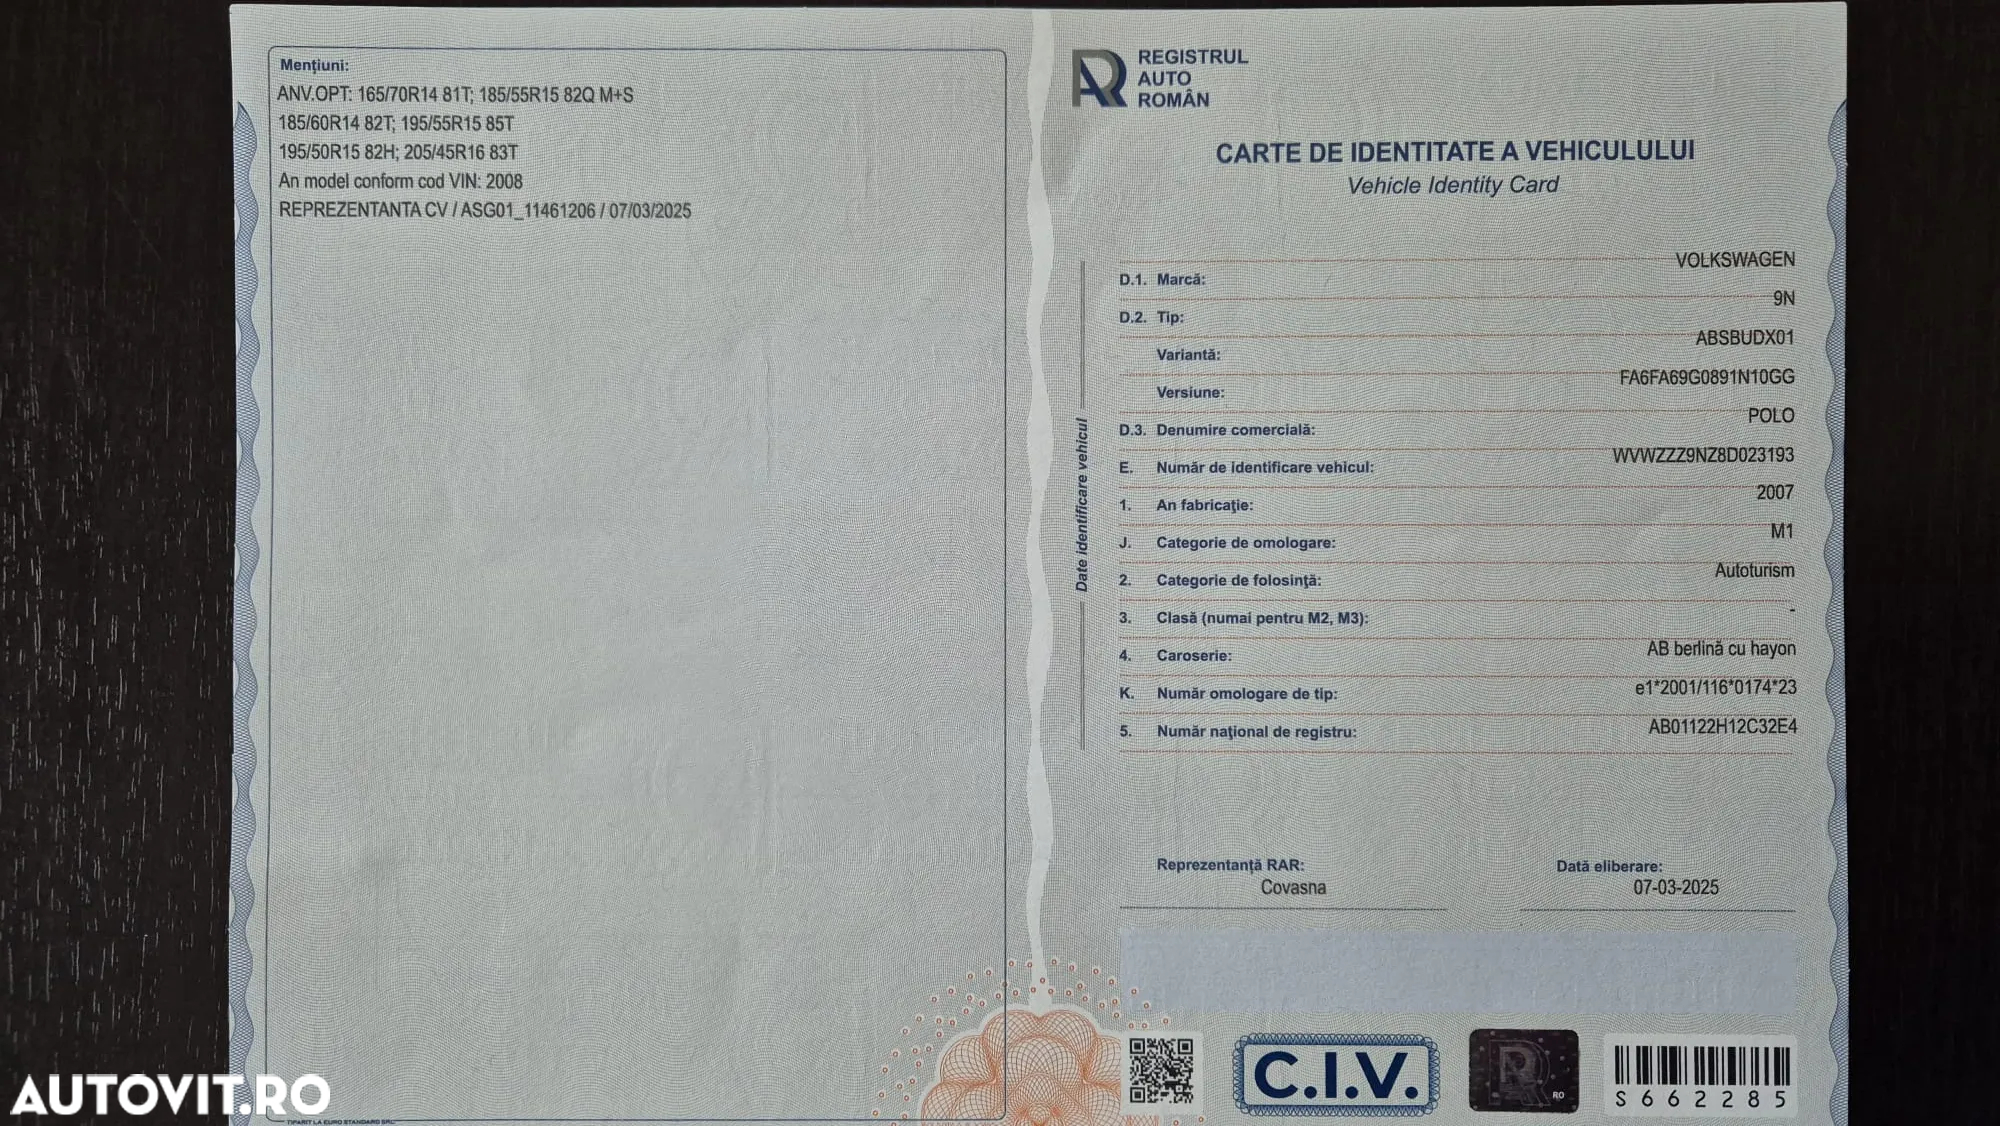 Mențiuni:
ANV.OPT: 165/70R14 81T; 185/55R15 82Q M+S
185/60R14 82T; 195/55R15 85T
195/50R15 82H; 205/45R16 83T
An model conform cod VIN: 2008
REPREZENTANTA CV / ASG01_11461206 / 07/03/2025
TIPARIT LA EURO STANDARD SRL
REGISTRUL
AUTO
ROMÂN
CARTE DE IDENTITATE A VEHICULULUI
Vehicle Identity Card
Date identificare vehicul
D.1. Marcă: VOLKSWAGEN
D.2. Tip: 9N
Variantă: ABSBUDX01
Versiune: FA6FA69G0891N10GG
D.3. Denumire comercială: POLO
E. Număr de identificare vehicul: WVWZZZ9NZ8D023193
1. An fabricație: 2007
J. Categorie de omologare: M1
2. Categorie de folosință: Autoturism
3. Clasă (numai pentru M2, M3): -
4. Caroserie: AB berlină cu hayon
K. Număr omologare de tip: e1*2001/116*0174*23
5. Număr național de registru: AB01122H12C32E4
Reprezentanță RAR: Dată eliberare:
Covasna 07-03-2025
C.I.V.
RO
S662285
AUTOVIT.RO